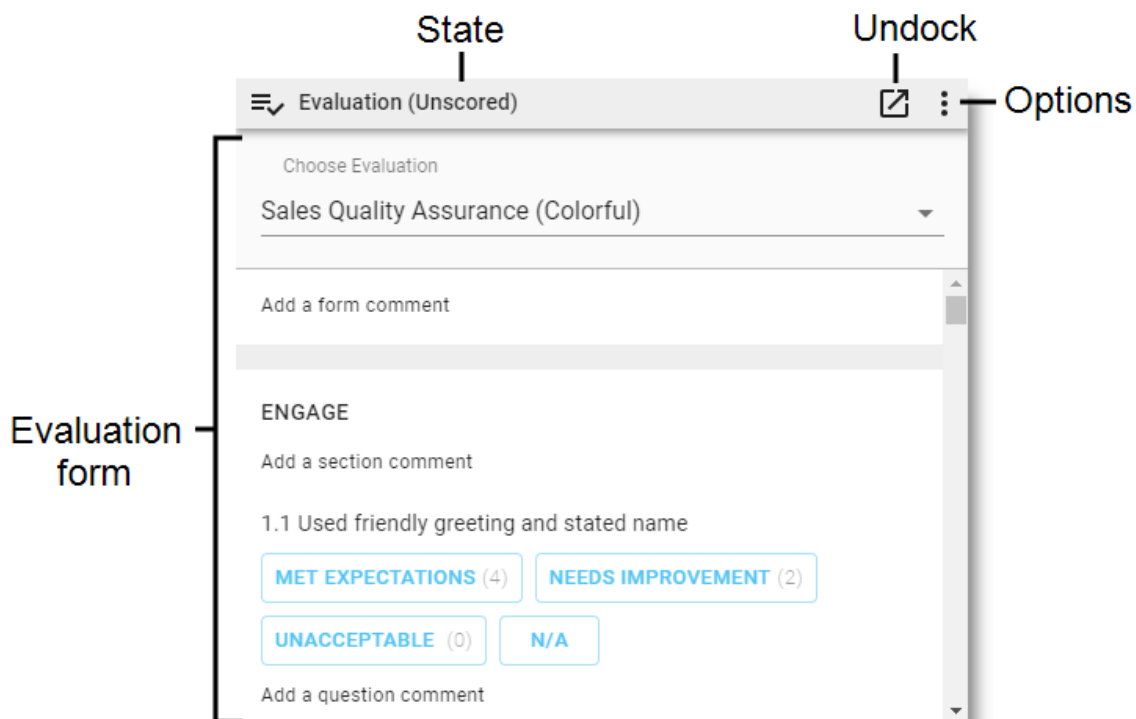 State
Undock
Evaluation (Unscored)
Options
Choose Evaluation
Sales Quality Assurance (Colorful)
Add a form comment
ENGAGE
Evaluation
form
Add a section comment
1.1 Used friendly greeting and stated name
MET EXPECTATIONS (4)
NEEDS IMPROVEMENT (2)
UNACCEPTABLE (0)
N/A
Add a question comment